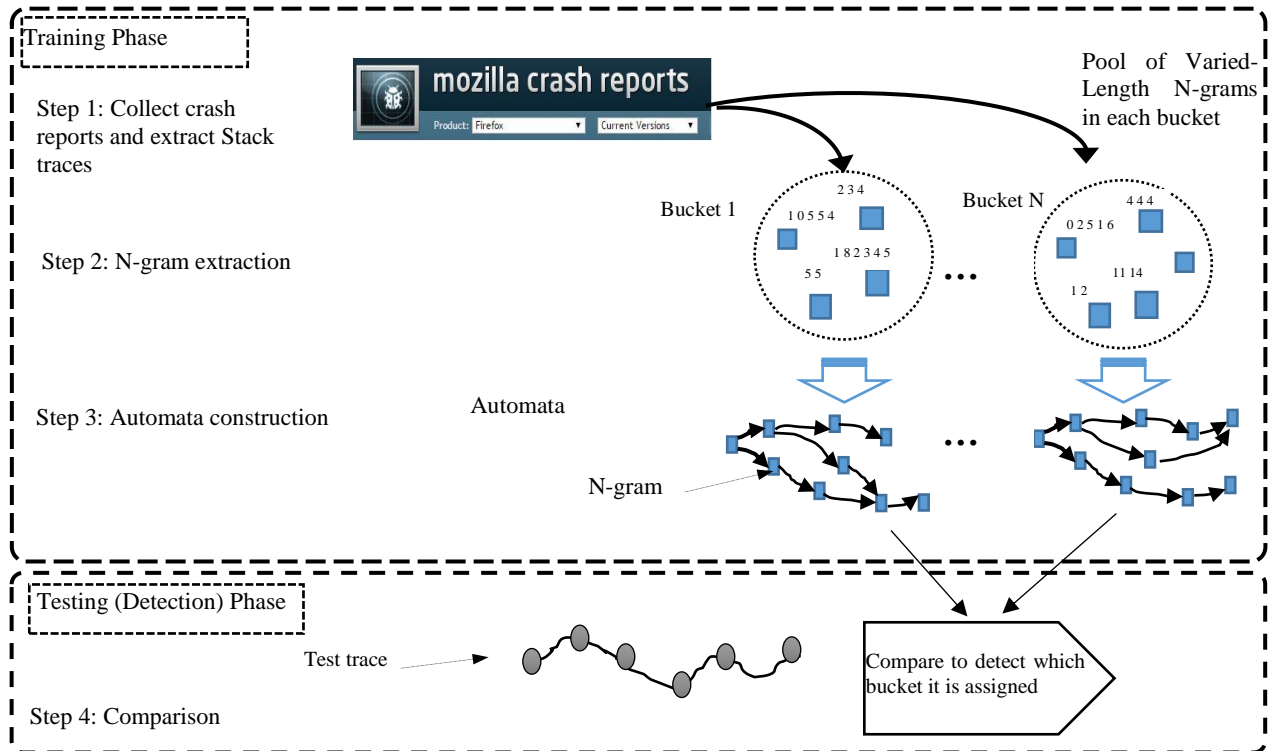 Training Phase
Step 1: Collect crash
reports and extract Stack
traces
mozilla crash reports
Product: Firefox
Current Versions
Pool of Varied-
Length N-grams
in each bucket
Bucket 1
2 3 4
1 0 5 5 4
1 8 2 3 4 5
5 5
...
Bucket N
4 4 4
0 2 5 1 6
11 14
1 2
Step 2: N-gram extraction
Step 3: Automata construction
Automata
...
N-gram
Testing (Detection) Phase
Test trace
Compare to detect which
bucket it is assigned
Step 4: Comparison